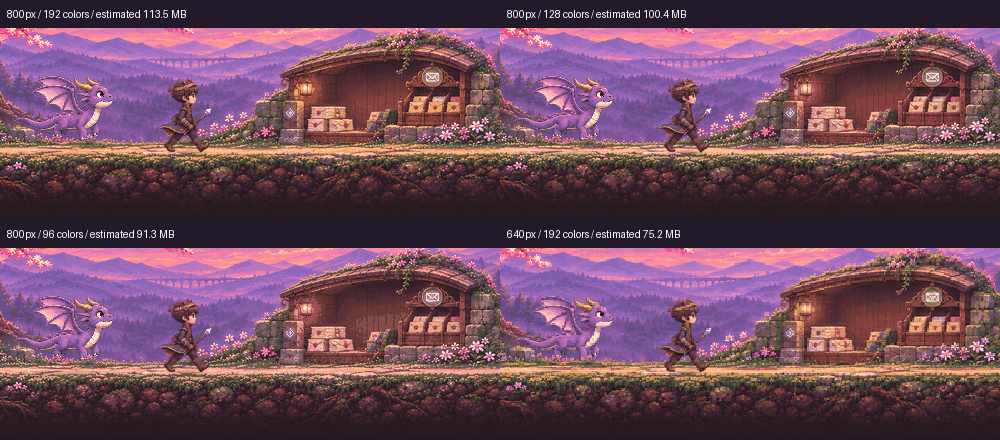 800px / 192 colors / estimated 113.5 MB
800px / 128 colors / estimated 100.4 MB
800px / 96 colors / estimated 91.3 MB
640px / 192 colors / estimated 75.2 MB